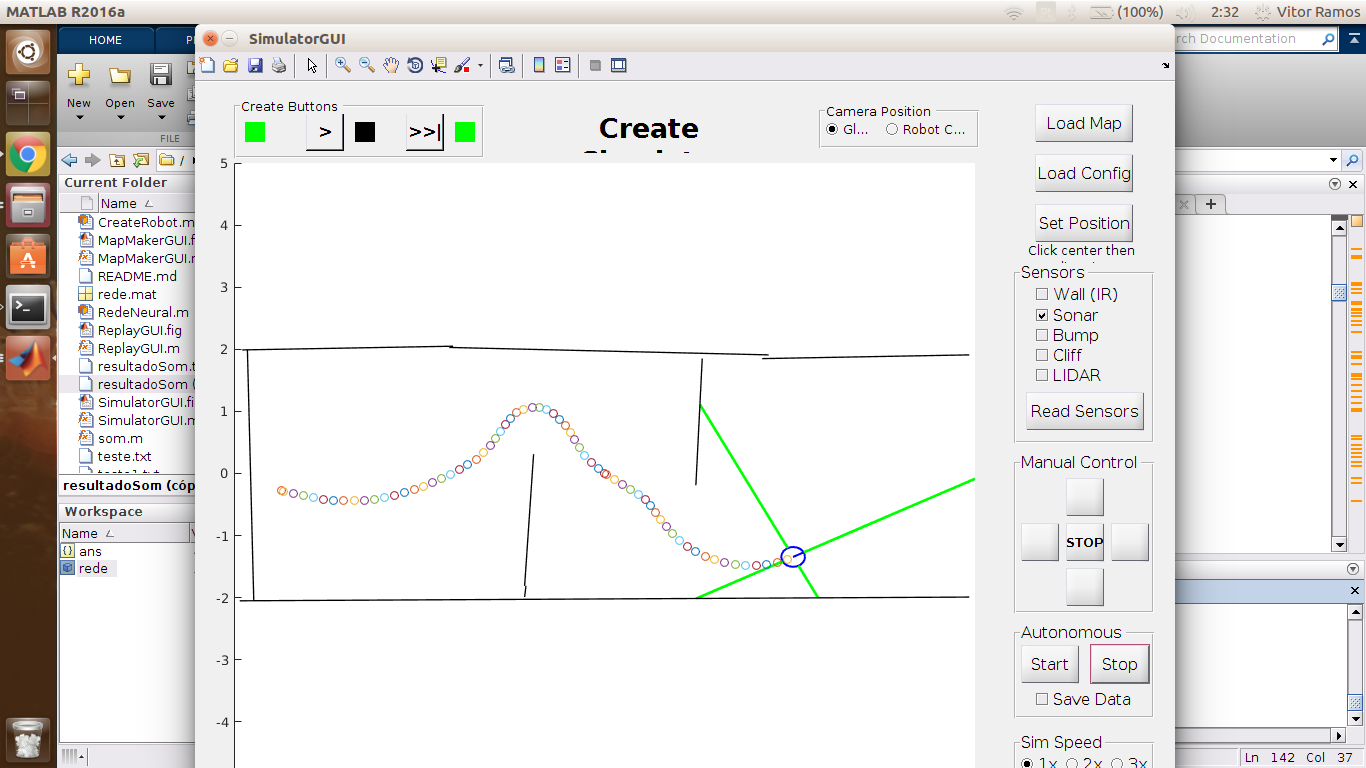 MATLAB R2016a
(100%)
2:32
Vitor Ramos
SimulatorGUI
HOME
rch Documentation
New
Open
Save
FILE
Create Buttons
>
>>|
Create
Camera Position
Gl...
Robot C...
Load Map
Load Config
Set Position
Click center then
Sensors
Wall (IR)
Sonar
Bump
Cliff
LIDAR
Read Sensors
Manual Control
STOP
Autonomous
Start
Stop
Save Data
Sim Speed
1x
2x
3x
5
4
3
2
1
0
-1
-2
-3
-4
Current Folder
Name
CreateRobot.m
MapMakerGUI.f
MapMakerGUI.m
README.md
rede.mat
RedeNeural.m
ReplayGUI.fig
ReplayGUI.m
resultadoSom.t
resultadoSom (
SimulatorGUI.fi
SimulatorGUI.m
som.m
teste.txt
resultadoSom (cóp
Workspace
Name
ans
rede
Ln 142 Col 37